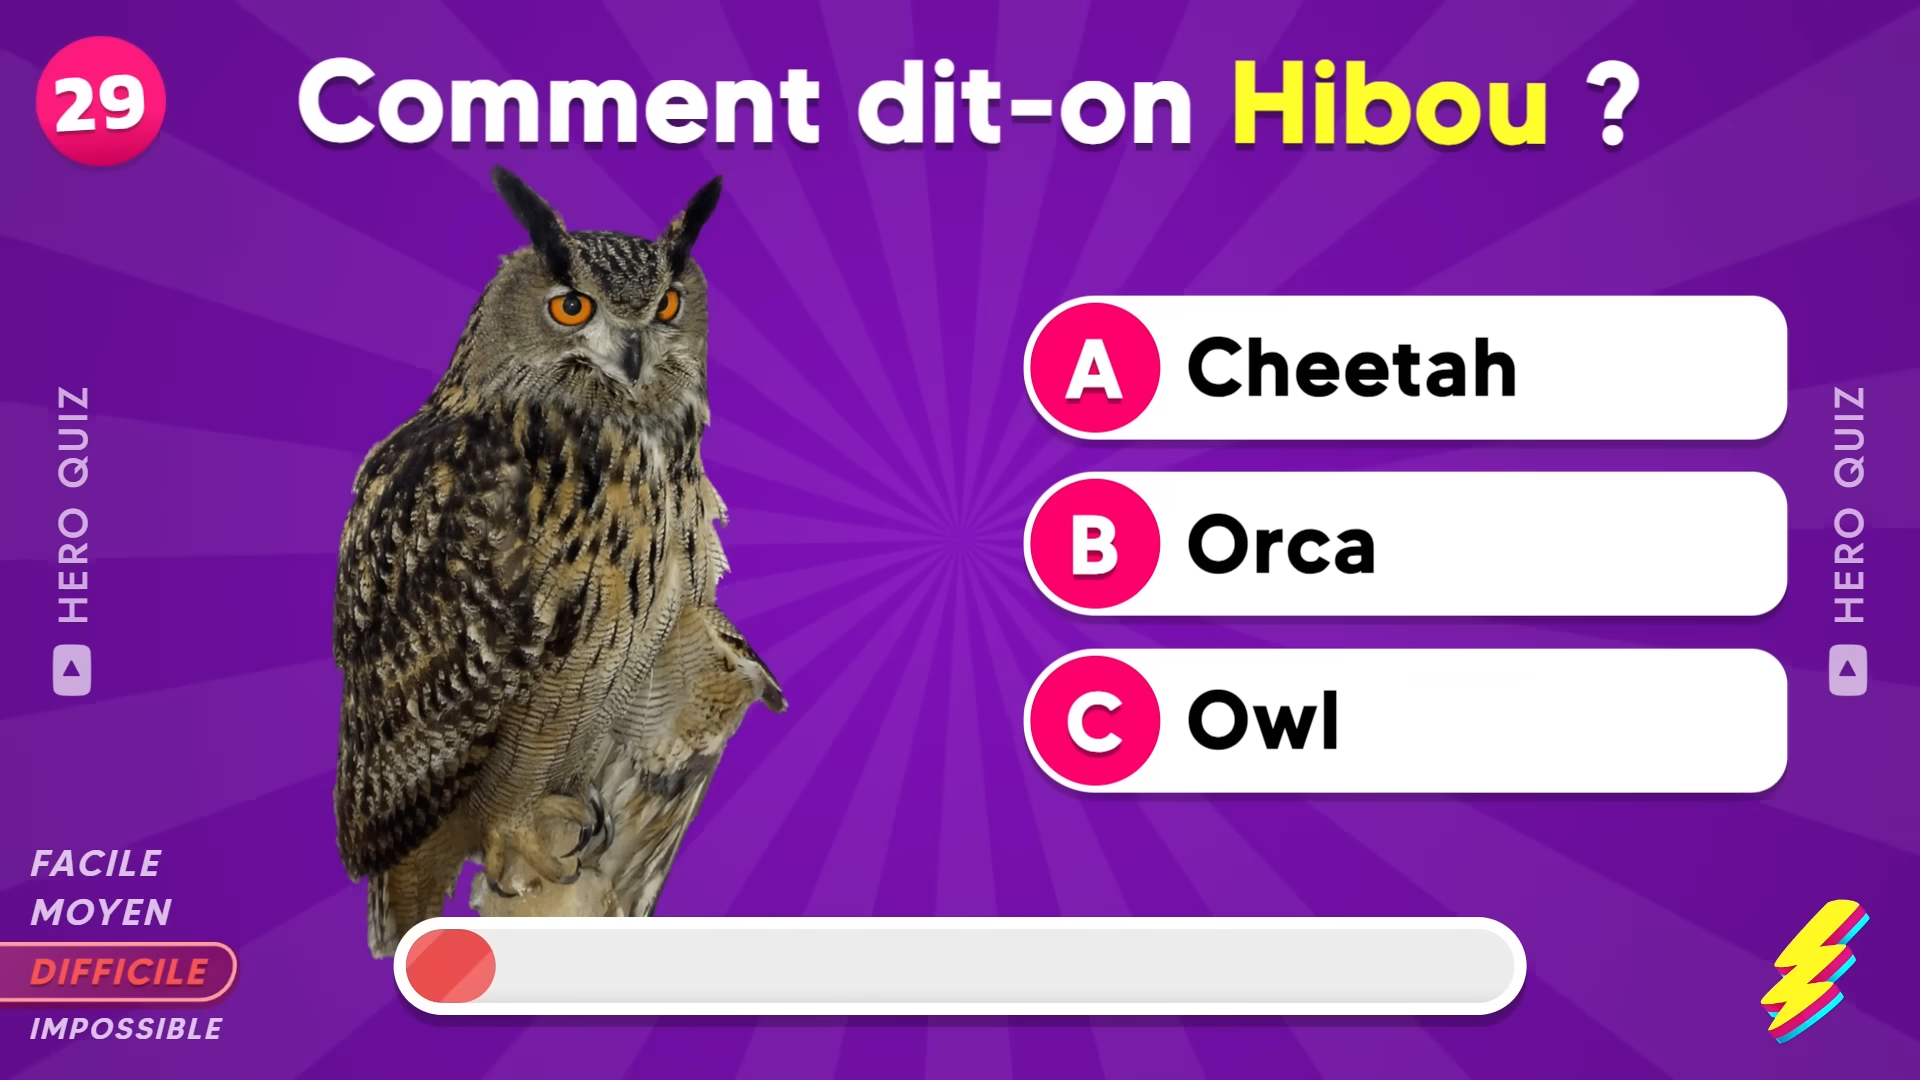 29
Comment dit-on Hibou ?
HERO QUIZ
A Cheetah
B Orca
C Owl
HERO QUIZ
FACILE
MOYEN
DIFFICILE
IMPOSSIBLE